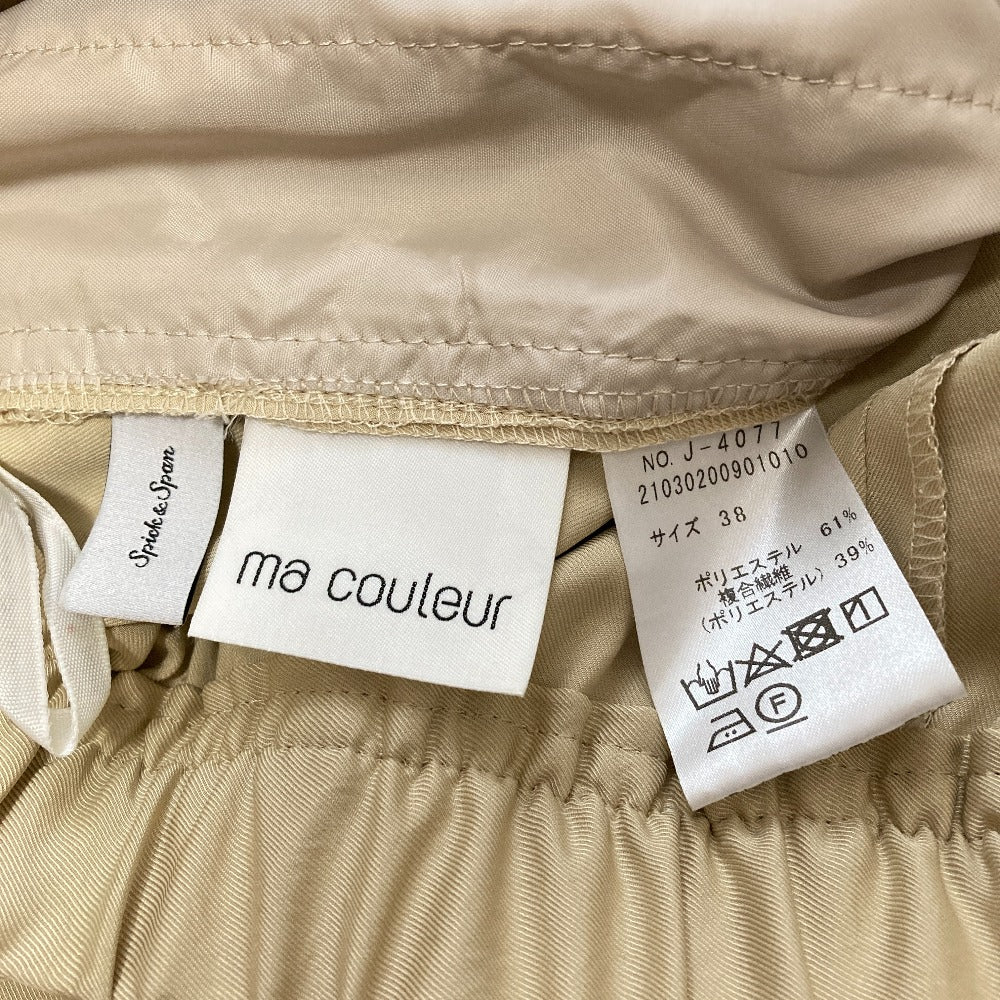 Spick & Span
ma couleur
NO. J-4077
21030200901010
サイズ 38
ポリエステル 61%
複合繊維
(ポリエステル) 39%
F